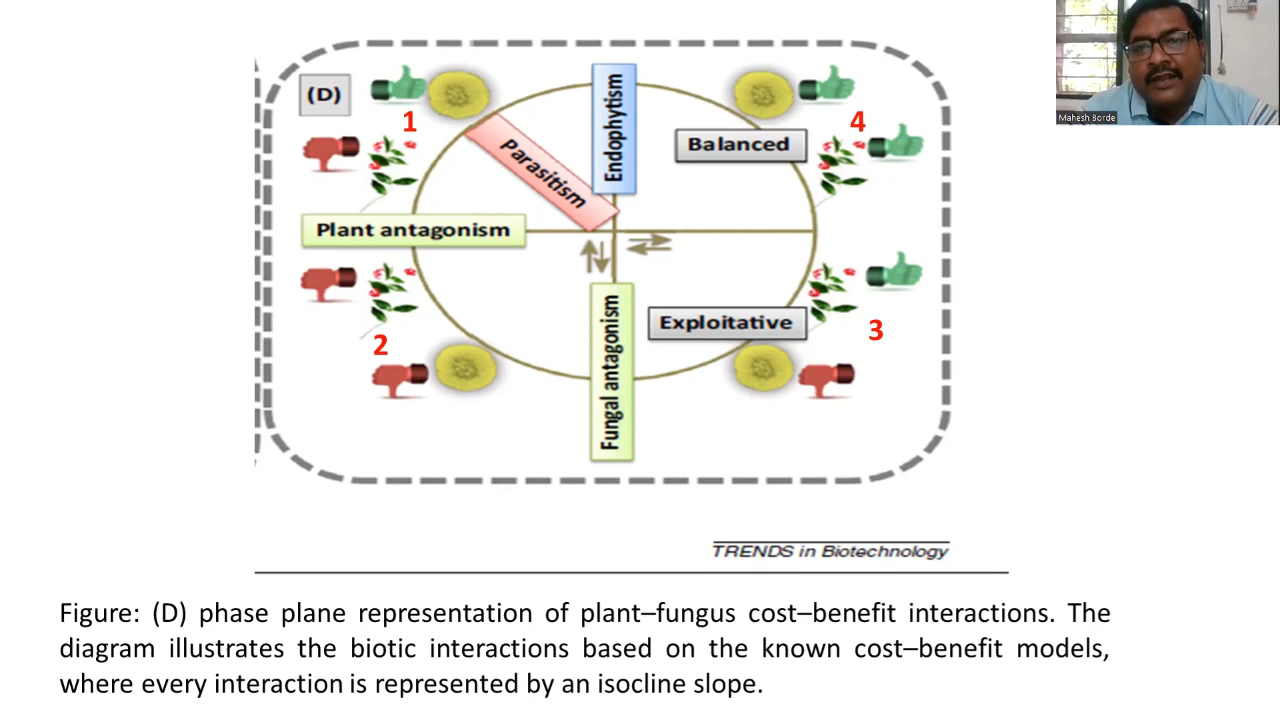 Mahesh Borde
(D)
1
4
Parasitism
Endophytism
Balanced
Plant antagonism
2
Fungal antagonism
Exploitative
3
TRENDS in Biotechnology
Figure: (D) phase plane representation of plant–fungus cost–benefit interactions. The
diagram illustrates the biotic interactions based on the known cost–benefit models,
where every interaction is represented by an isocline slope.